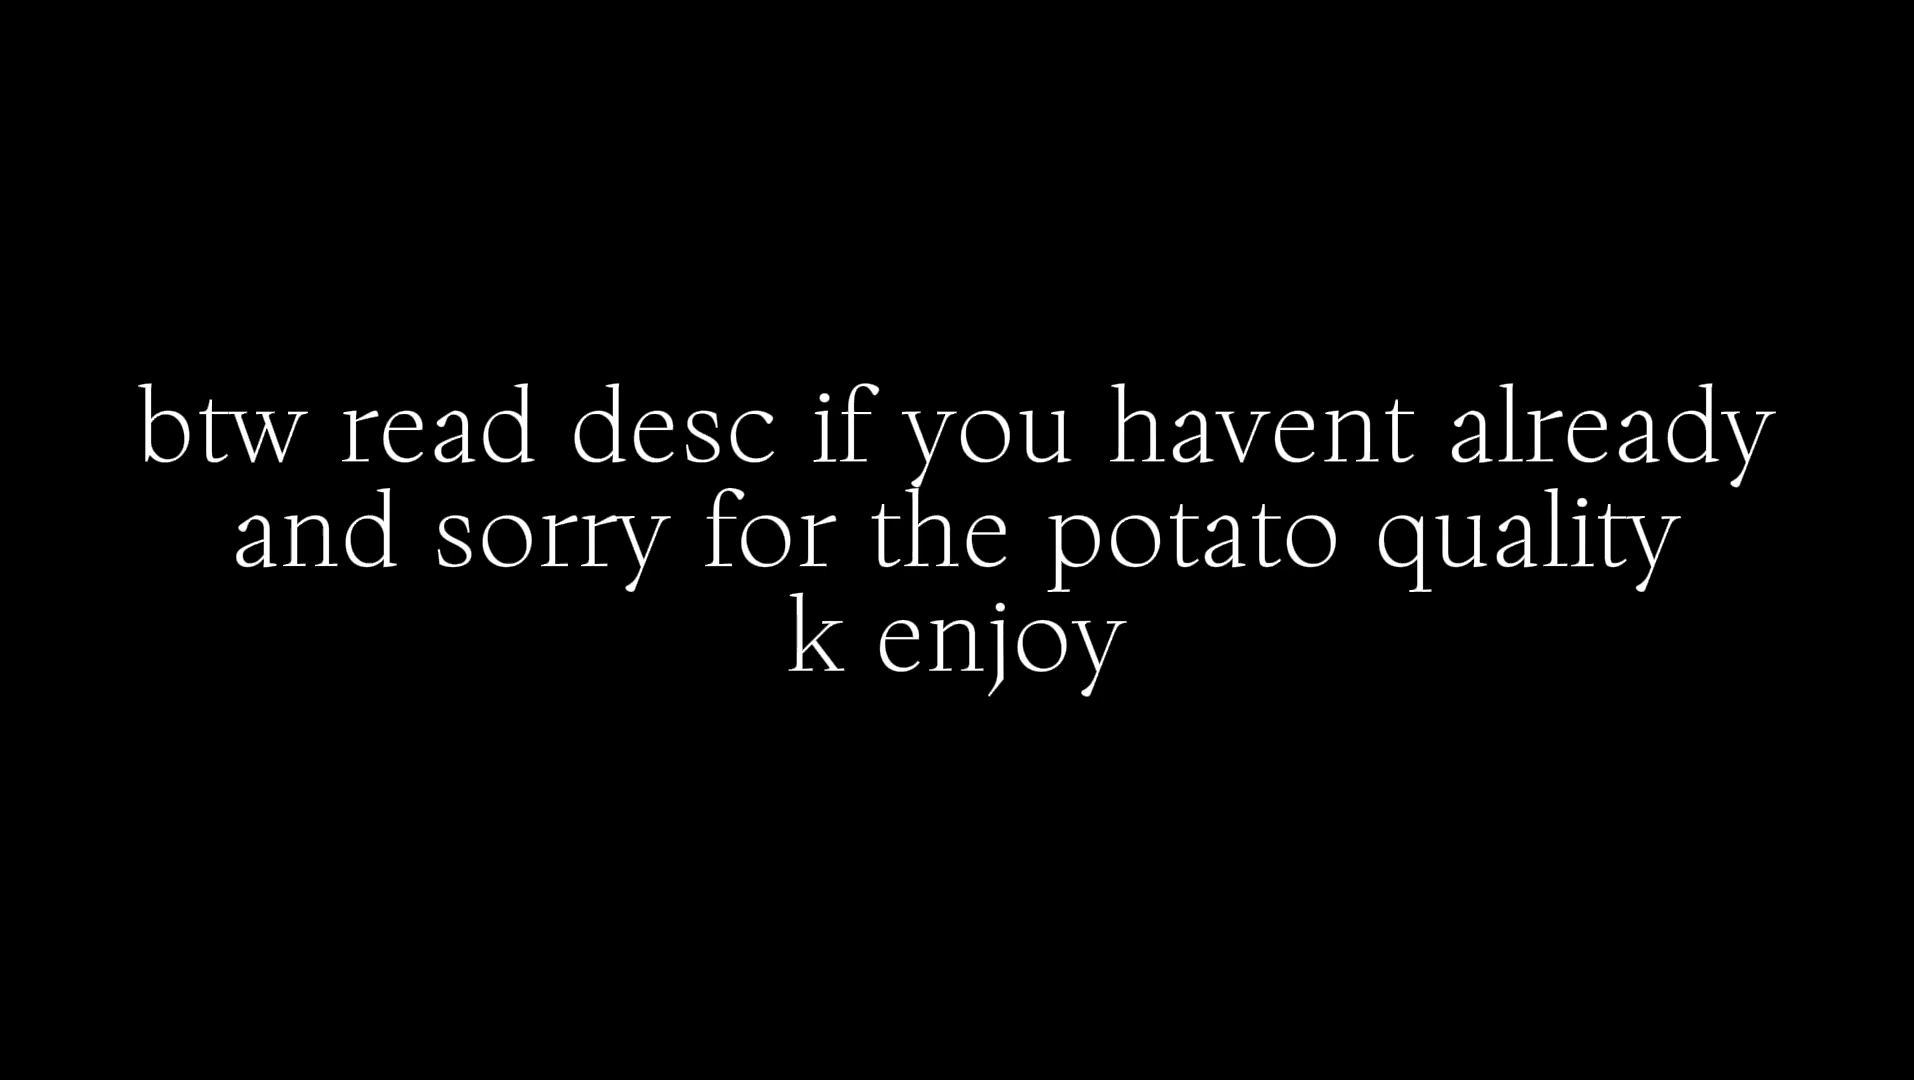 btw read desc if you havent already
and sorry for the potato quality
k enjoy